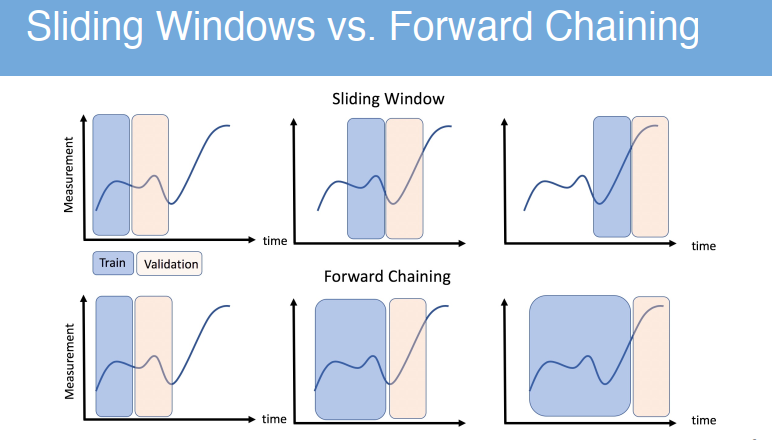 Sliding Windows vs. Forward Chaining
Sliding Window
Measurement
time
time
Train
Validation
Forward Chaining
Measurement
time
time